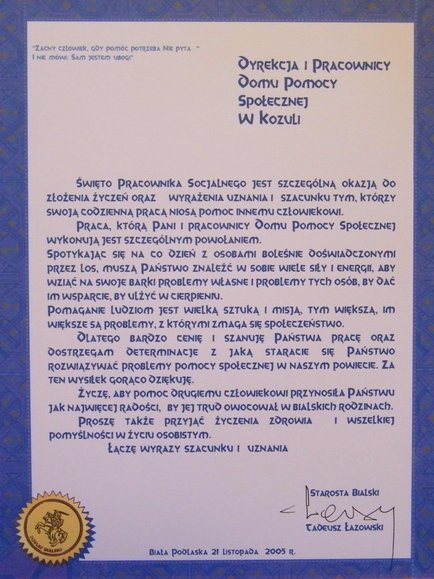 "Zacny człowiek, gdy pomóc potrzeba Nie pyta "
I nie mówi: Sam jestem ubogi"
Dyrekcja i Pracownicy
Domu Pomocy
Społecznej
W Kozuli
Święto Pracownika Socjalnego jest szczególną okazją do
złożenia życzeń oraz wyrażenia uznania i szacunku tym, którzy
swoją codzienną pracą niosą pomoc innemu człowiekowi.
Praca, którą Pani i pracownicy Domu Pomocy Społecznej
wykonują jest szczególnym powołaniem.
Spotykając się na co dzień z osobami boleśnie doświadczonymi
przez los, muszą Państwo znaleźć w sobie wiele siły i energii, aby
wziąć na swoje barki problemy własne i problemy tych osób, by dać
im wsparcie, by ulżyć w cierpieniu.
Pomaganie ludziom jest wielką sztuką i misją, tym większą, im
większe są problemy, z którymi zmaga się społeczeństwo.
Dlatego bardzo cenię i szanuję Państwa pracę oraz
dostrzegam determinacje z jaką staracie się Państwo
rozwiązywać problemy pomocy społecznej w naszym powiecie. Za
ten wysiłek gorąco dziękuję.
Życzę, aby pomoc drugiemu człowiekowi przynosiła Państwu
jak najwięcej radości, by jej trud owocował w bialskich rodzinach.
Proszę także przyjąć życzenia zdrowia i wszelkiej
pomyślności w życiu osobistym.
Łączę wyrazy szacunku i uznania
Starosta Bialski
Tadeusz Łazowski
Biała Podlaska 21 listopada 2005 r.